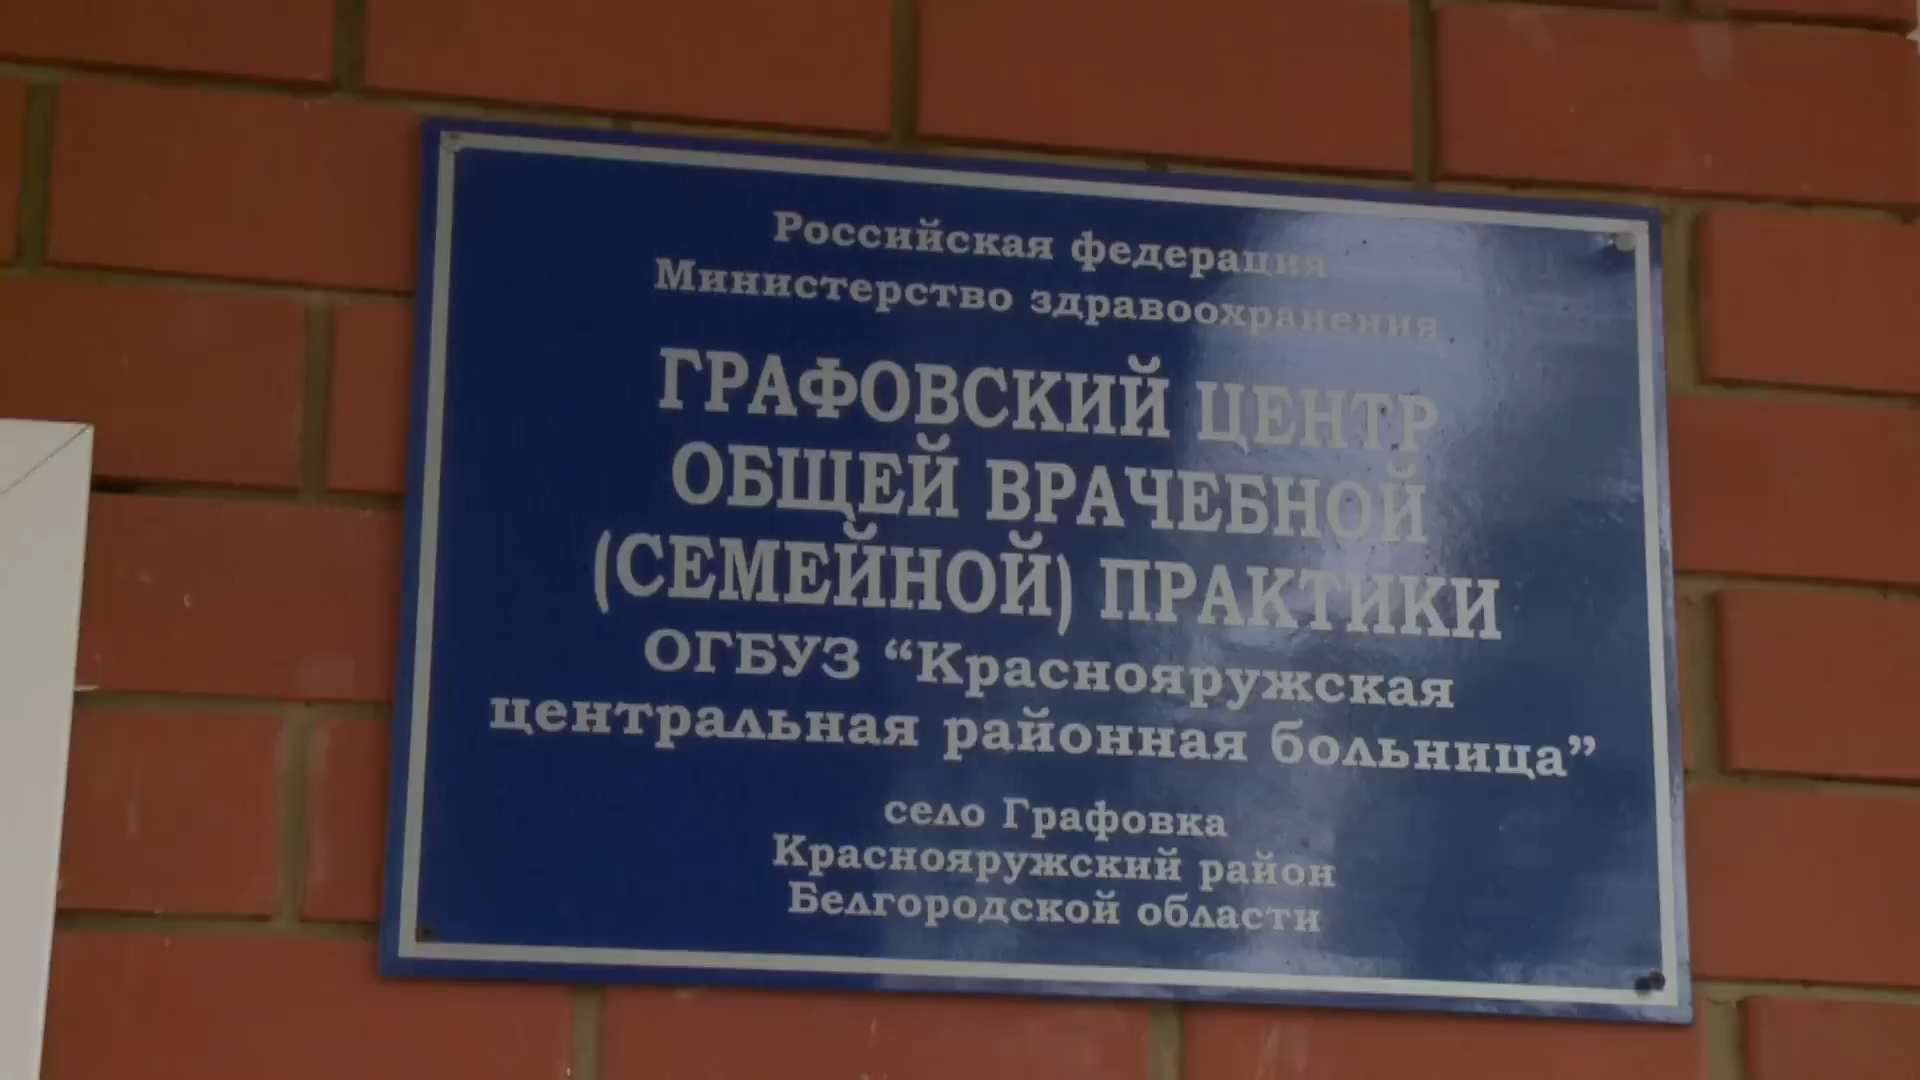 Российская федерация
Министерство здравоохранения
ГРАФОВСКИЙ ЦЕНТР
ОБЩЕЙ ВРАЧЕБНОЙ
(СЕМЕЙНОЙ) ПРАКТИКИ
ОГБУЗ “Краснояружская
центральная районная больница”
село Графовка
Краснояружский район
Белгородской области